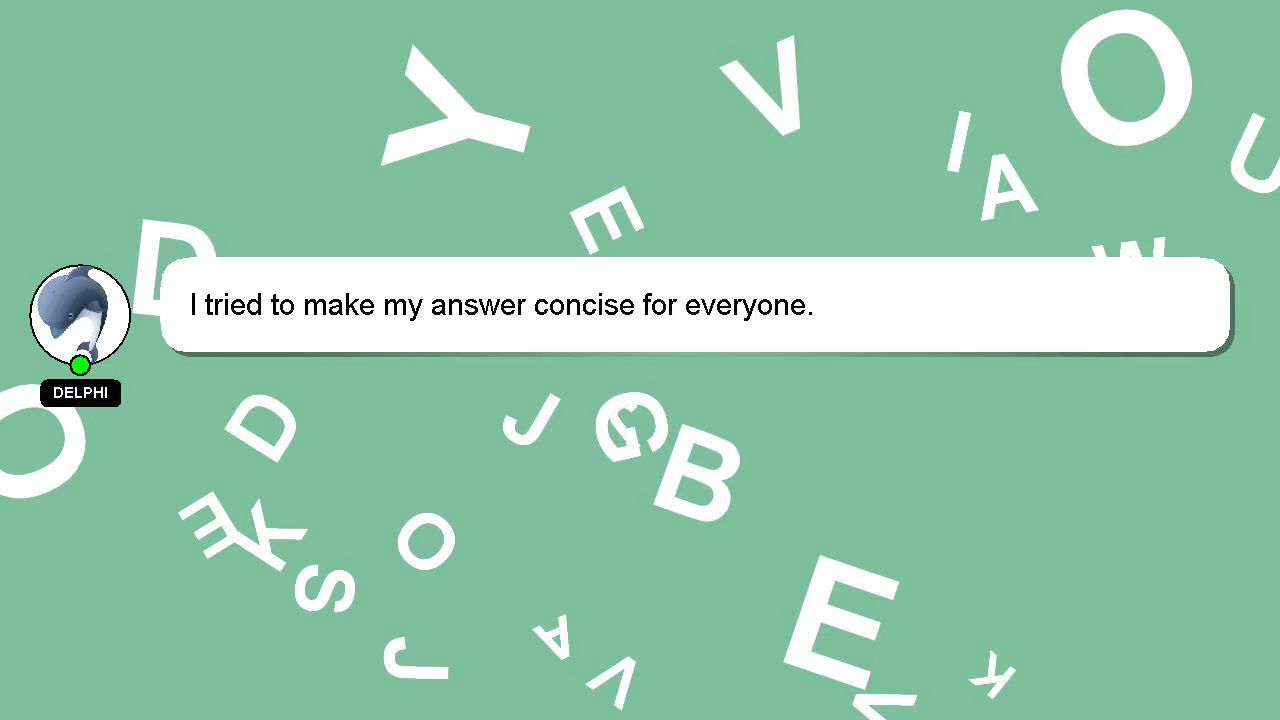 Y
V
O
I
U
A
E
D
W
I tried to make my answer concise for everyone.
DELPHI
O
D
J
G
B
E
K
O
S
E
A
J
V
K
V